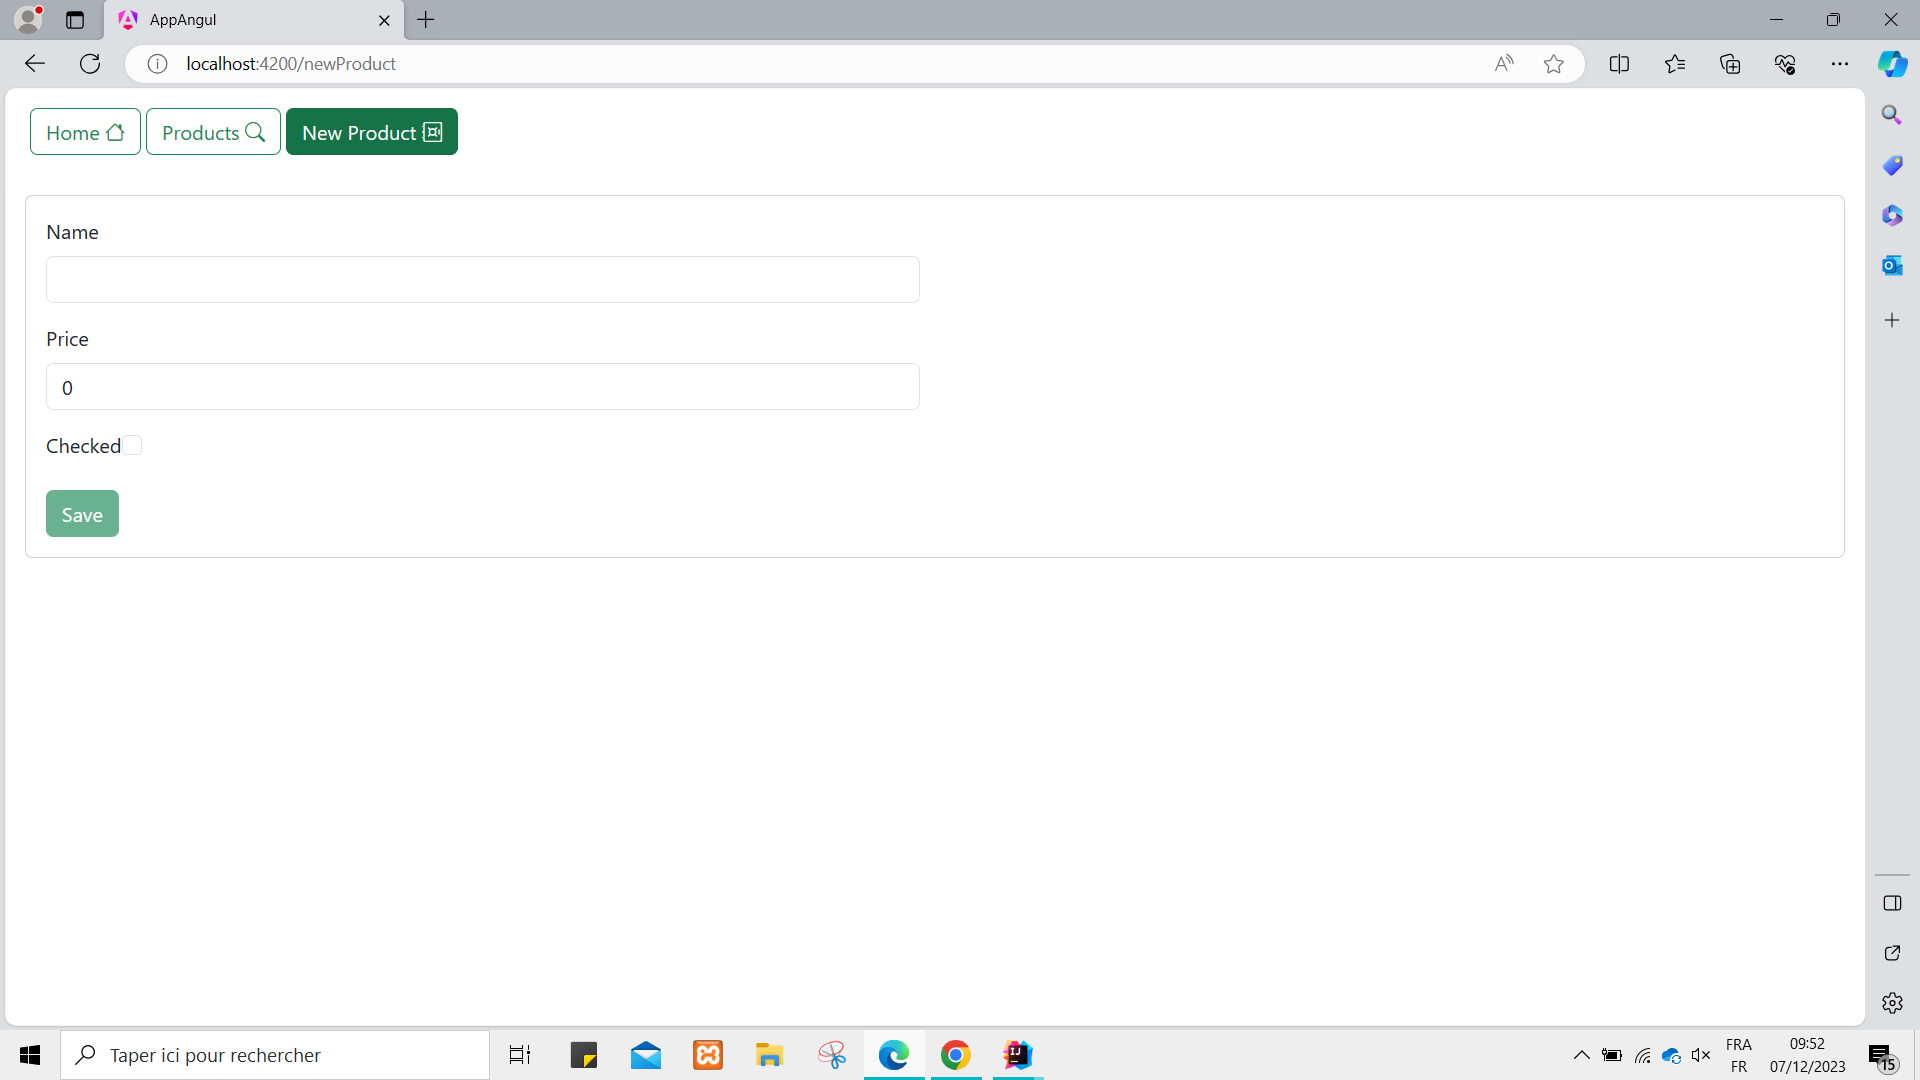 AppAngul
localhost:4200/newProduct
Home
Products
New Product
Name
Price
0
Checked
Save
Taper ici pour rechercher
FRA
FR
09:52
07/12/2023
15